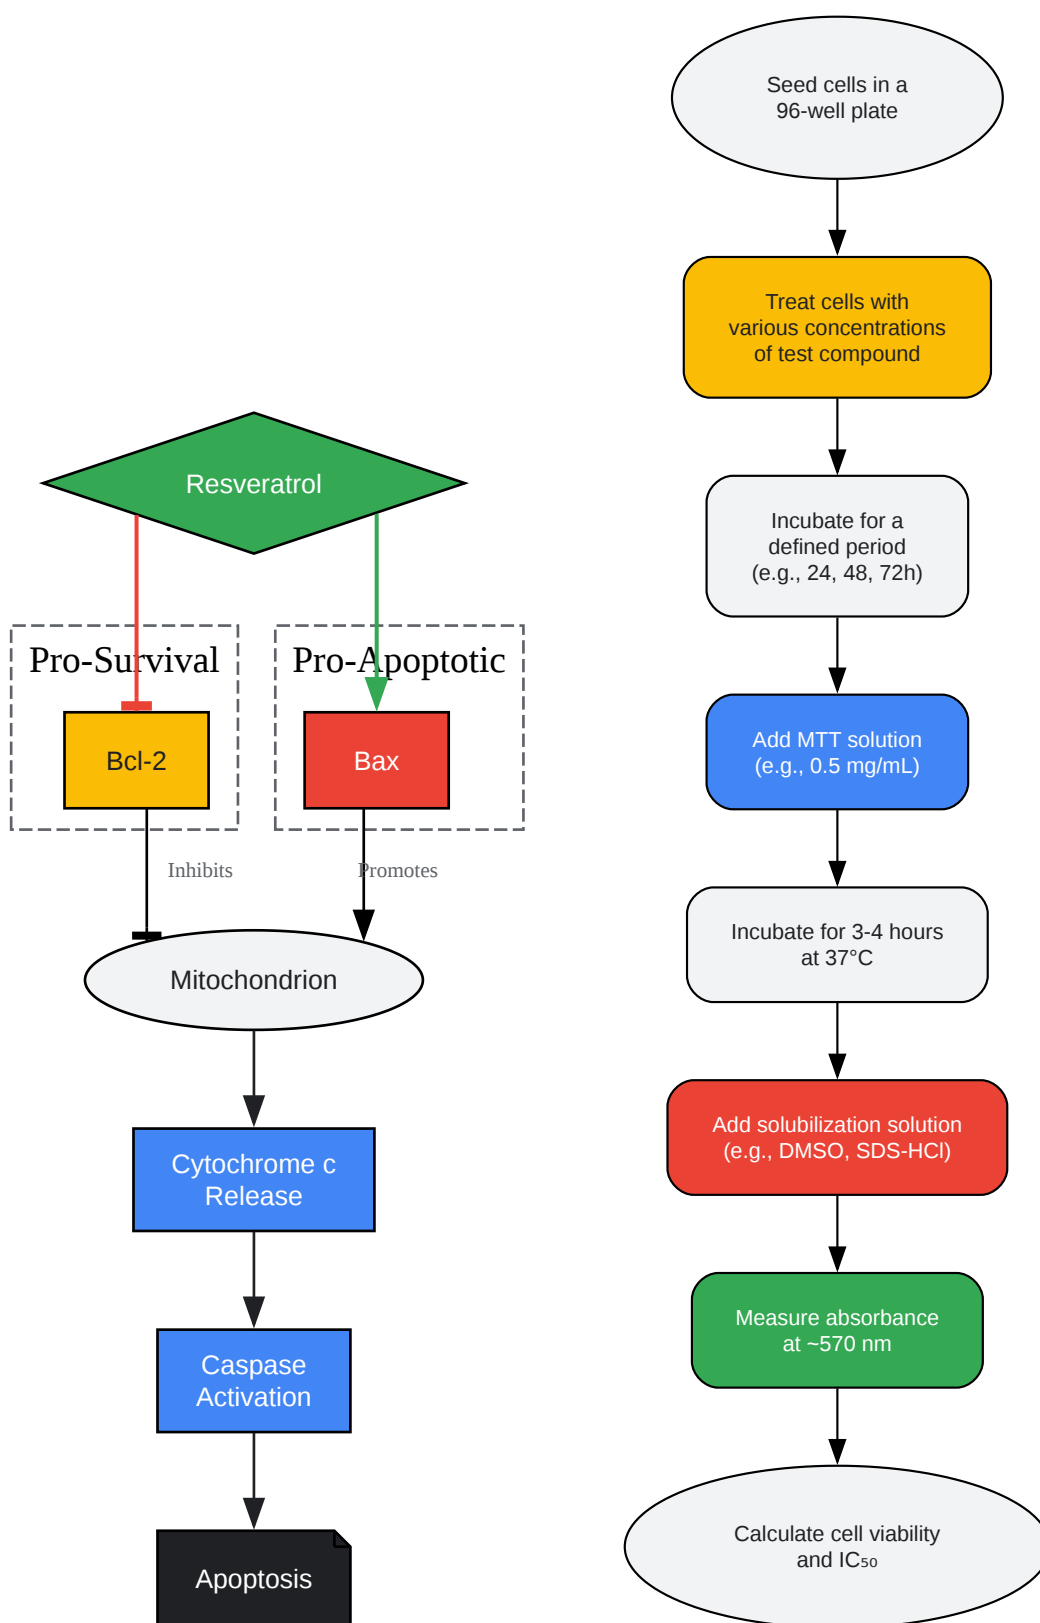 Resveratrol
Pro-Survival
Pro-Apoptotic
Bcl-2
Bax
Inhibits
Promotes
Mitochondrion
Cytochrome c
Release
Caspase
Activation
Apoptosis
Seed cells in a
96-well plate
Treat cells with
various concentrations
of test compound
Incubate for a
defined period
(e.g., 24, 48, 72h)
Add MTT solution
(e.g., 0.5 mg/mL)
Incubate for 3-4 hours
at 37°C
Add solubilization solution
(e.g., DMSO, SDS-HCl)
Measure absorbance
at ~570 nm
Calculate cell viability
and IC₅₀